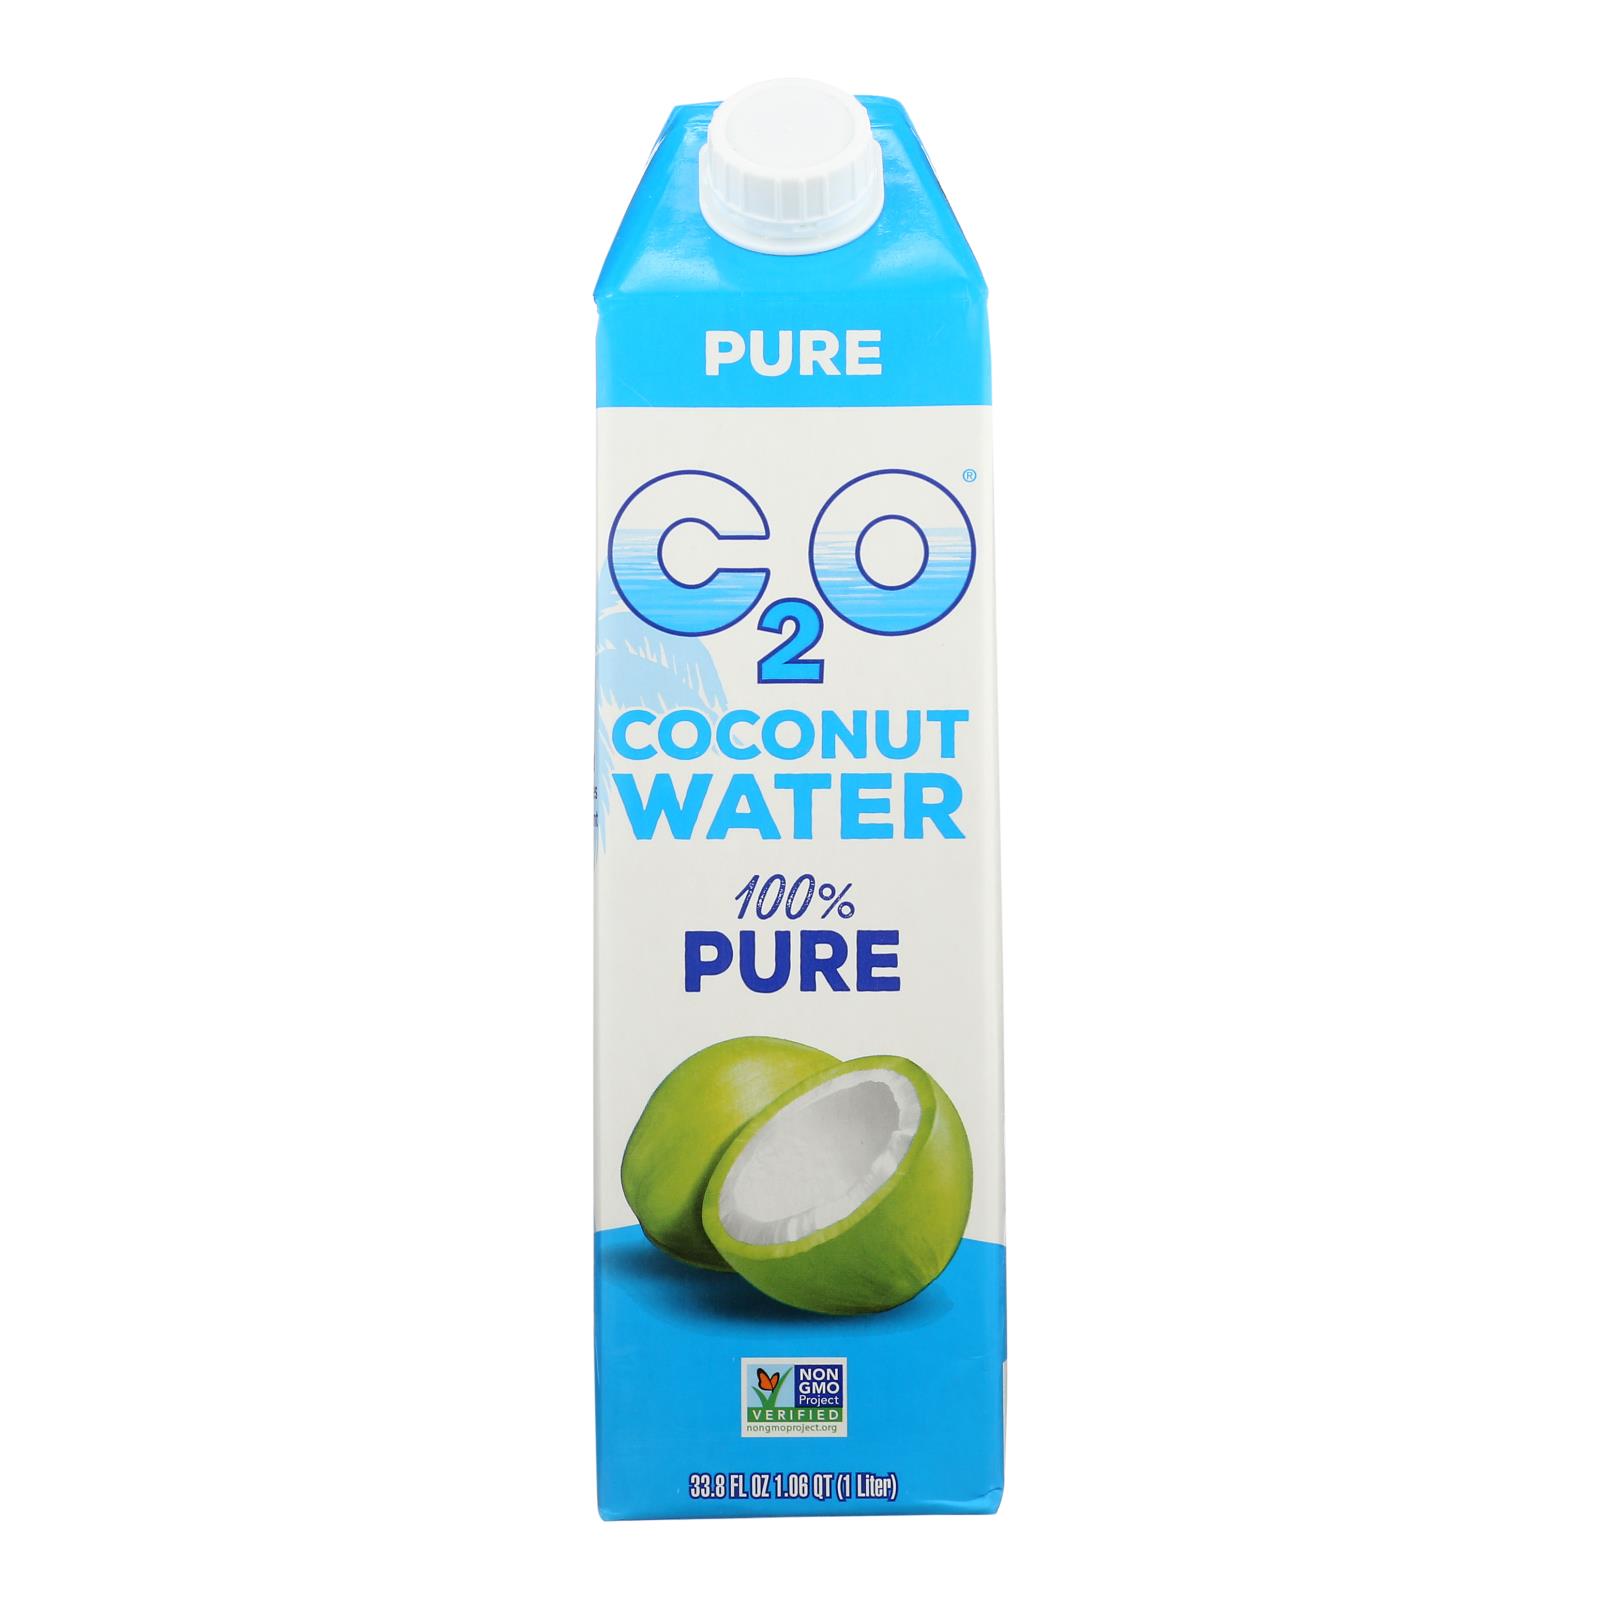 PURE
C2O®
COCONUT
WATER
100%
PURE
NON
GMO
Project
VERIFIED
nongmoproject.org
33.8 FL OZ 1.06 QT (1 Liter)